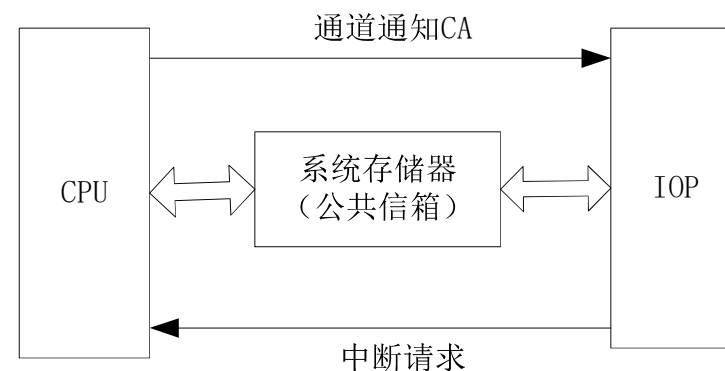 通道通知CA
CPU
系统存储器
（公共信箱）
IOP
中断请求